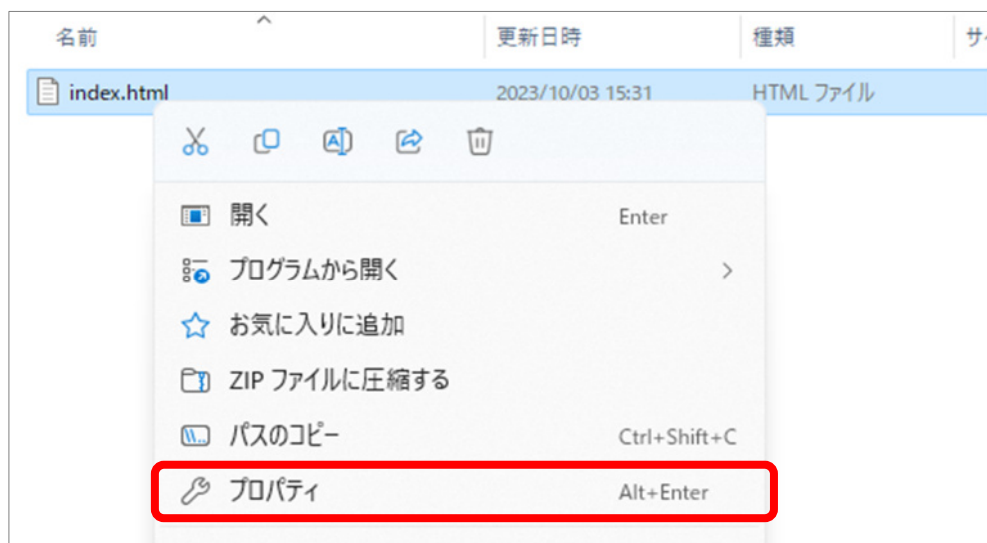 名前 更新日時 種類
index.html 2023/10/03 15:31 HTML ファイル
開く Enter
プログラムから開く
お気に入りに追加
ZIP ファイルに圧縮する
パスのコピー Ctrl+Shift+C
プロパティ Alt+Enter